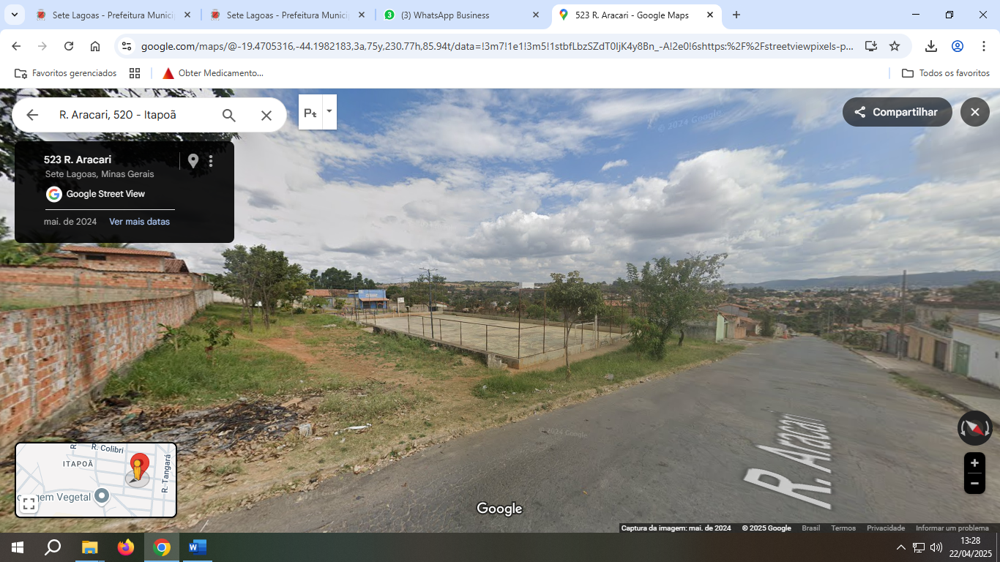 Sete Lagoas - Prefeitura Munici
Sete Lagoas - Prefeitura Munici
3
(3) WhatsApp Business
523 R. Aracari - Google Maps
google.com/maps/@-19.4705316,-44.1982183,3a,75y,230.77h,85.94t/data=!3m7!1e1!3m5!1stbfLbzSZdT0IjK4y8Bn_-A!2e0!6shttps:%2F%2Fstreetviewpixels-p...
Favoritos gerenciados
Obter Medicamento...
Todos os favoritos
R. Aracari, 520 - Itapoã
Pt
Compartilhar
© 2024 Google
523 R. Aracari
Sete Lagoas, Minas Gerais
Google Street View
mai. de 2024 Ver mais datas
© 2024 Google
R. Aracari
R. Colibri
R
ITAPOÃ
R. Tangará
gem Vegetal
Google
Captura da imagem: mai. de 2024 © 2025 Google Brasil Termos Privacidade Informar um problema
13:28
22/04/2025